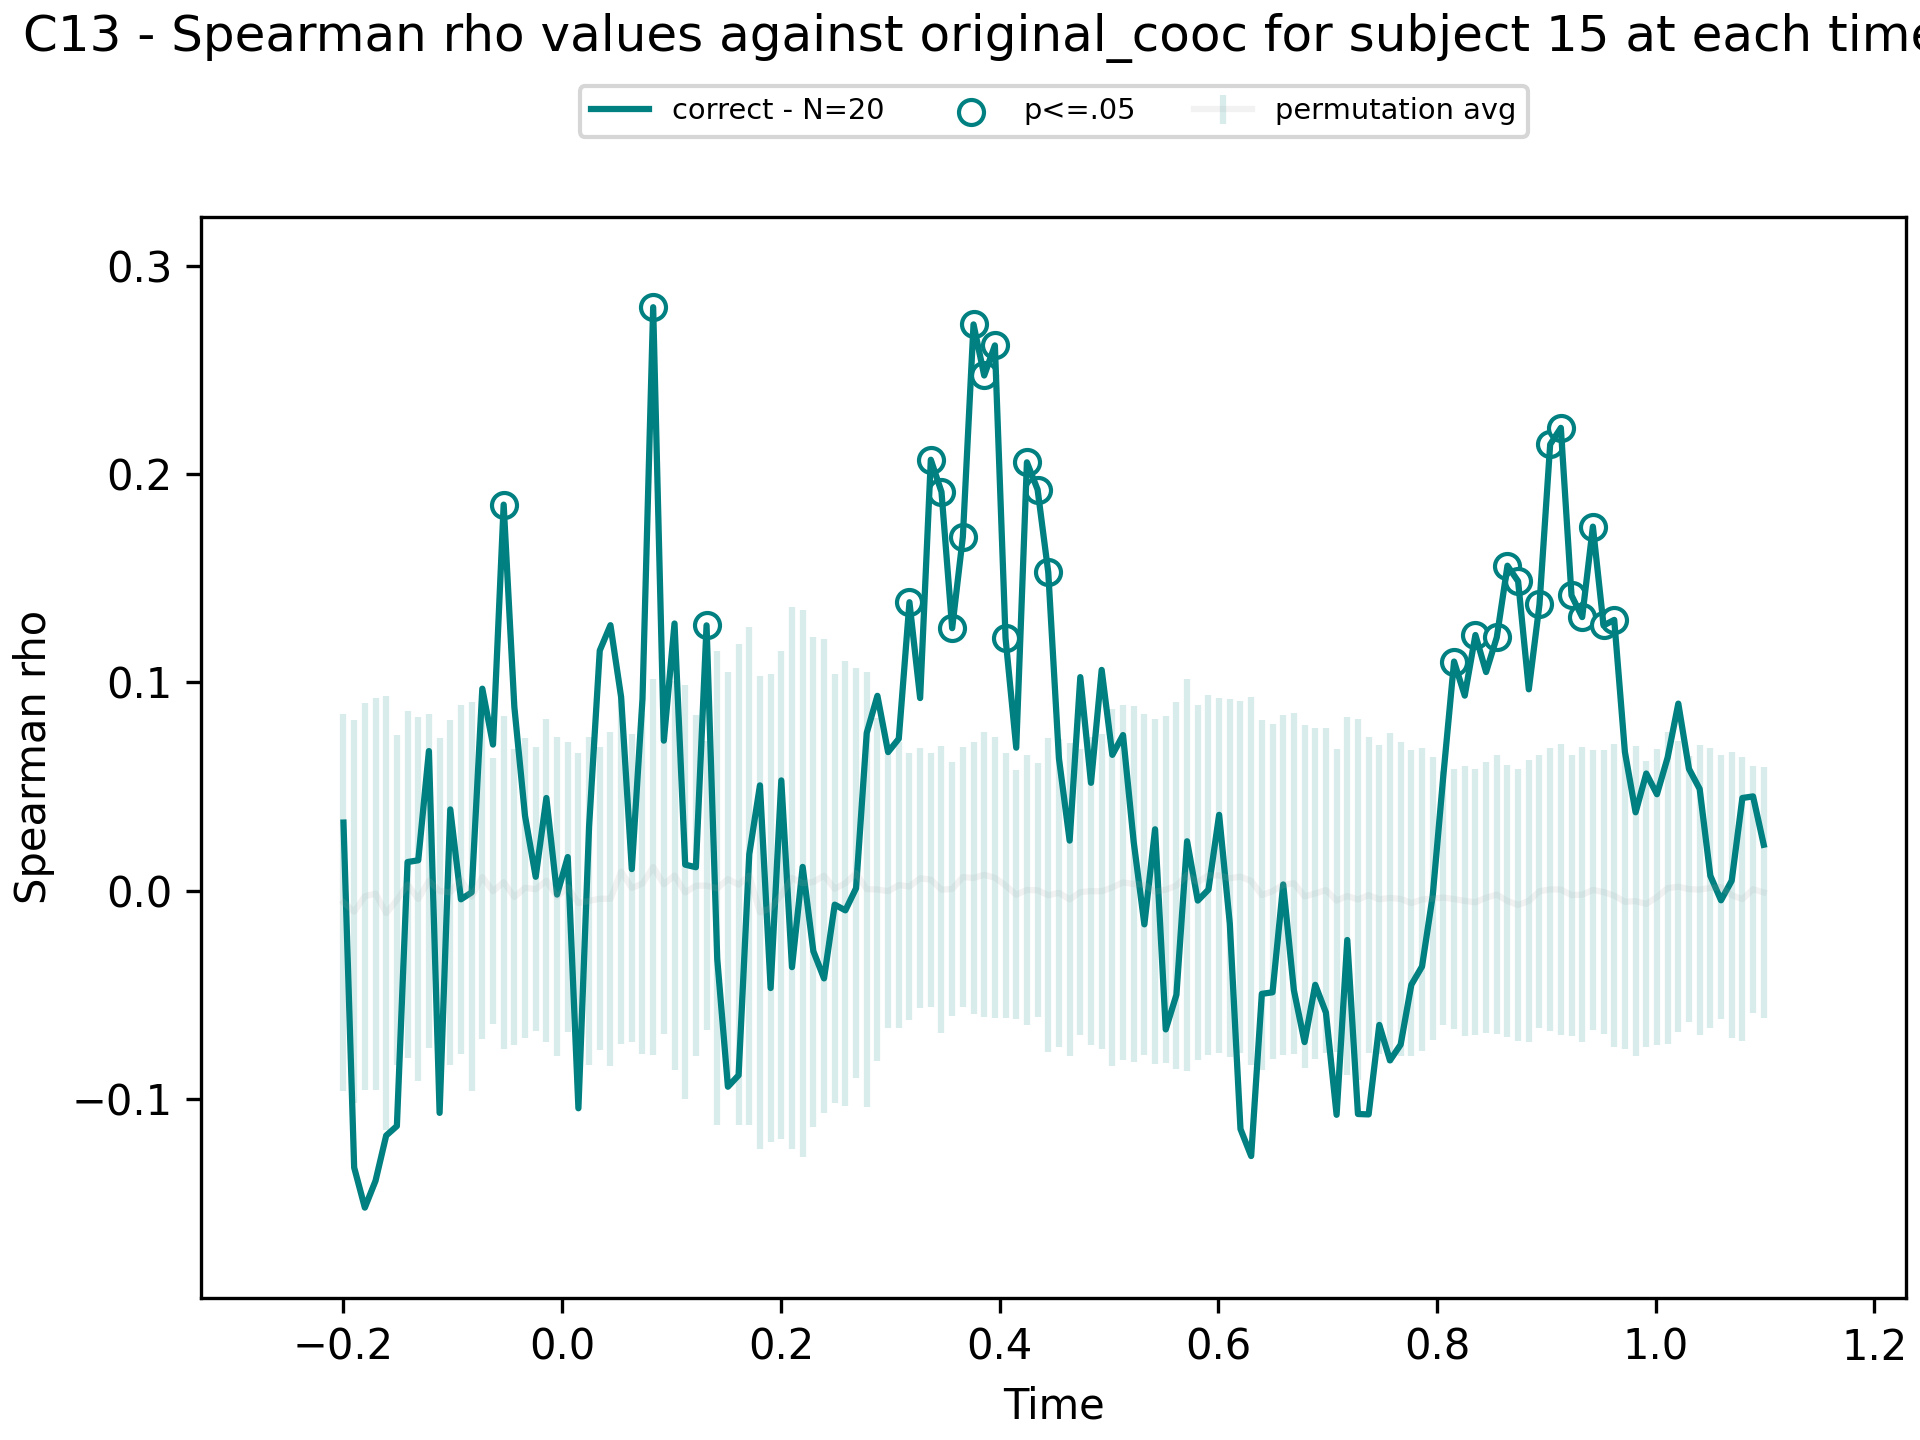 C13 - Spearman rho values against original_cooc for subject 15 at each time
correct - N=20 p<=.05 permutation avg
0.3
0.2
0.1
0.0
−0.1
Spearman rho
−0.2 0.0 0.2 0.4 0.6 0.8 1.0 1.2
Time